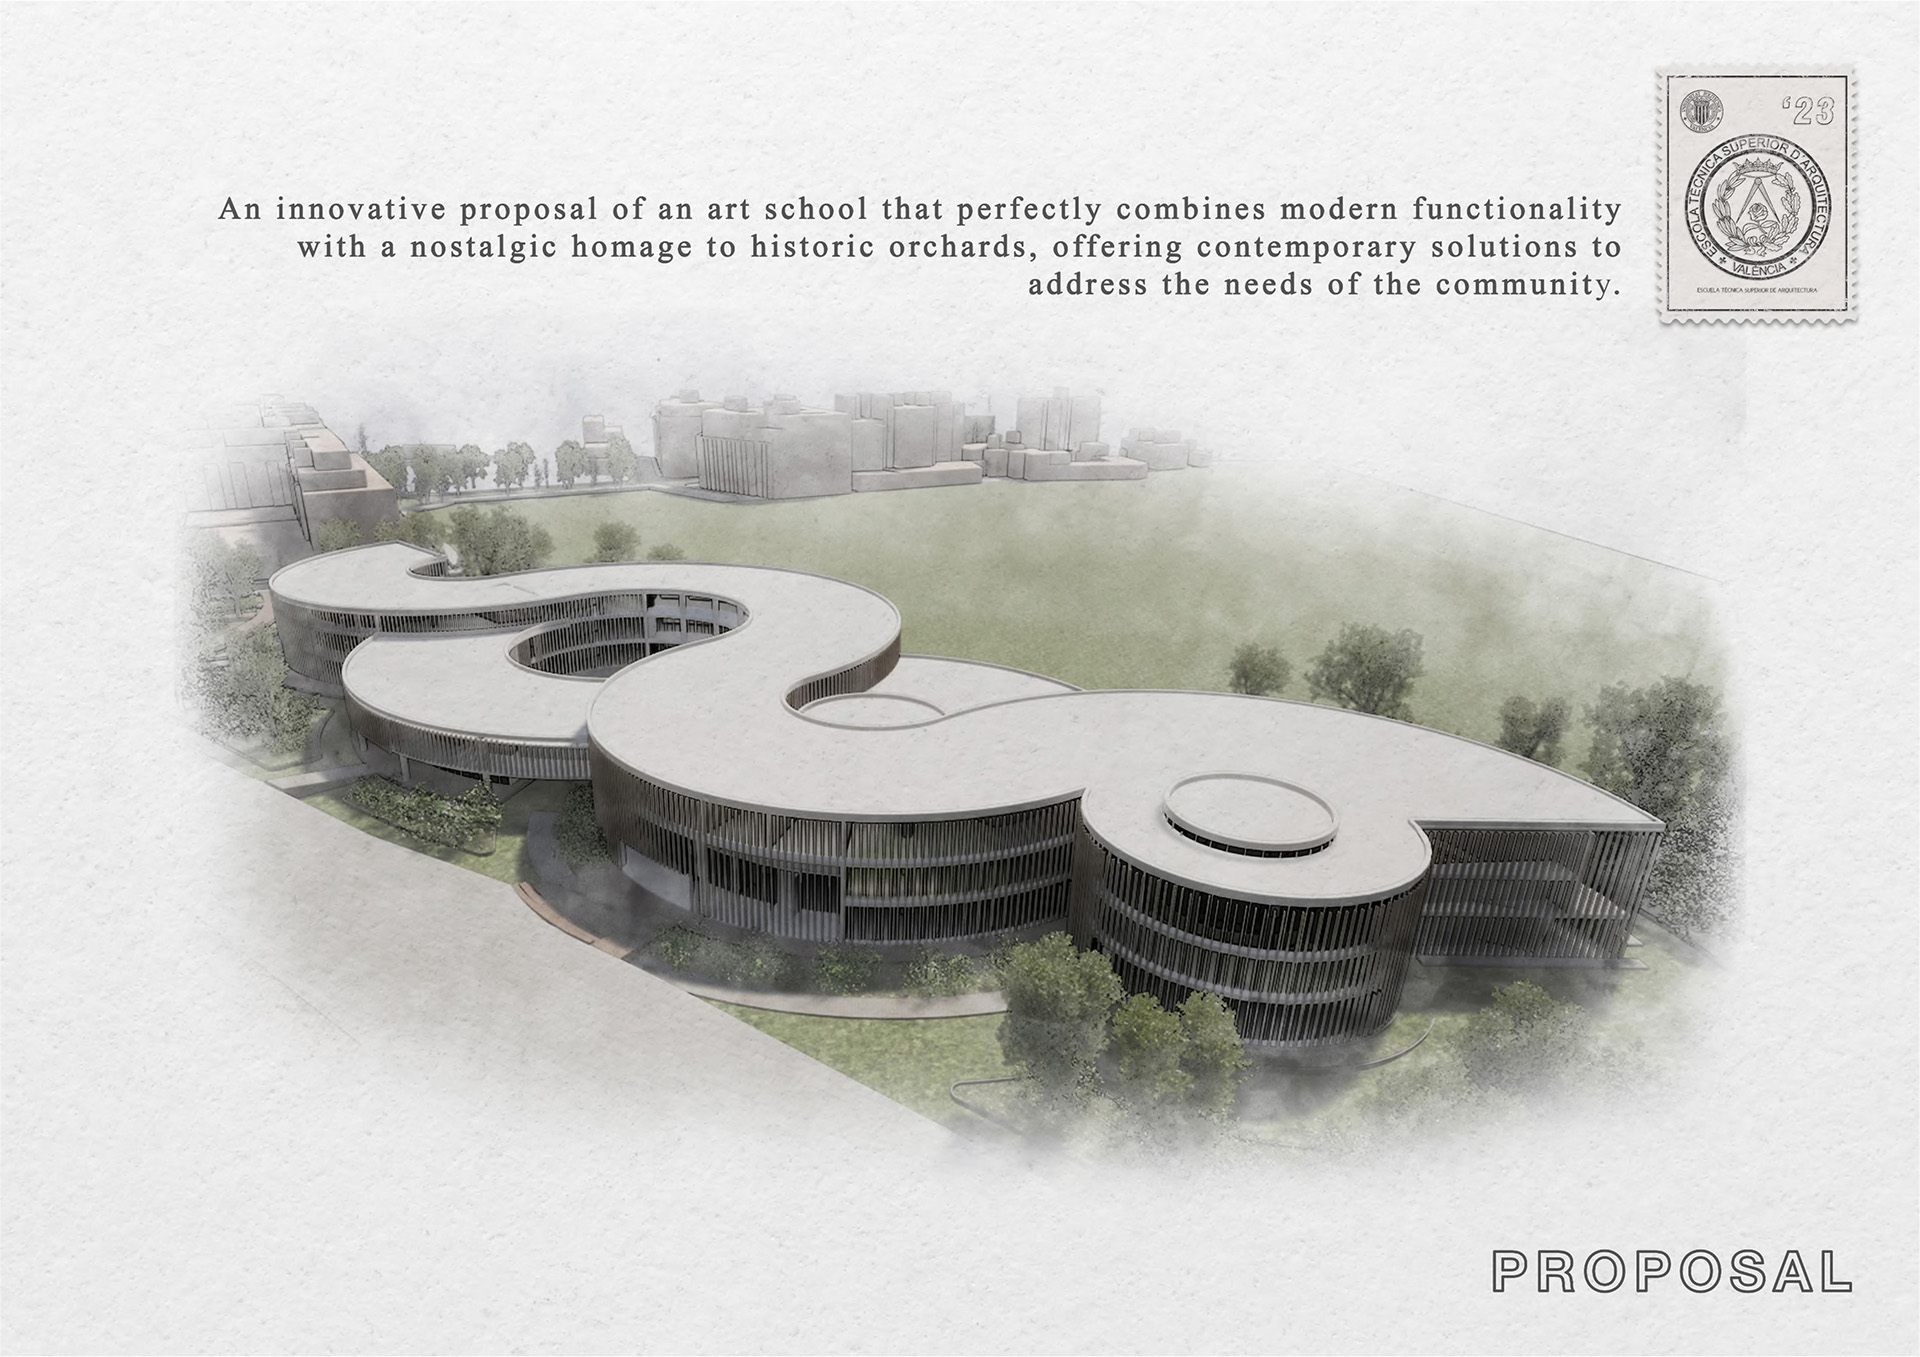 An innovative proposal of an art school that perfectly combines modern functionality
with a nostalgic homage to historic orchards, offering contemporary solutions to
address the needs of the community.
'23
ESCOLA TÈCNICA SUPERIOR D'ARQUITECTURA
VALÈNCIA
ESCUELA TÉCNICA SUPERIOR DE ARQUITECTURA
PROPOSAL